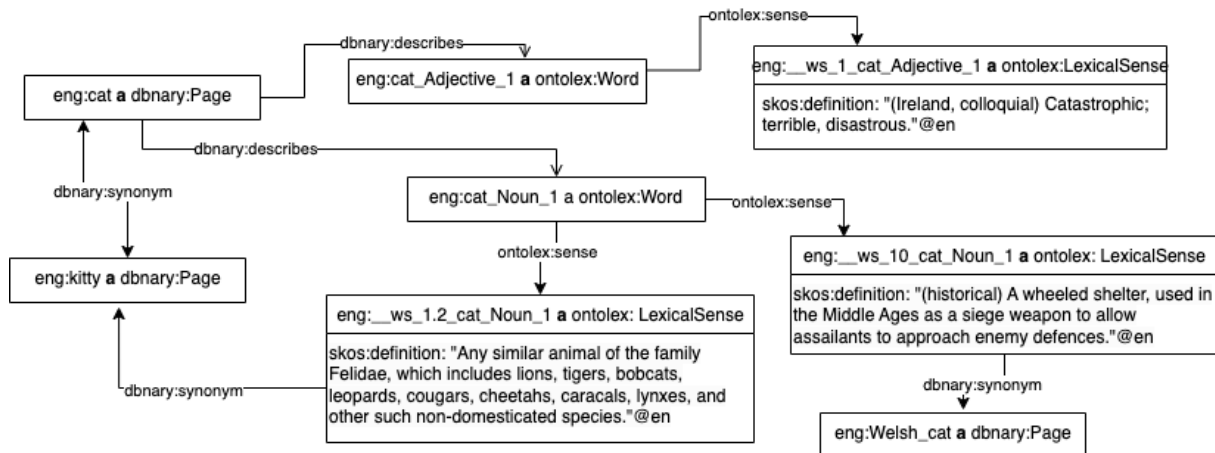 ontolex:sense
dbnary:describes
eng:cat_Adjective_1 a ontolex:Word
eng:__ws_1_cat_Adjective_1 a ontolex:LexicalSense
skos:definition: "(Ireland, colloquial) Catastrophic;
terrible, disastrous."@en
eng:cat a dbnary:Page
dbnary:describes
dbnary:synonym
eng:cat_Noun_1 a ontolex:Word
ontolex:sense
ontolex:sense
eng:kitty a dbnary:Page
eng:__ws_10_cat_Noun_1 a ontolex: LexicalSense
skos:definition: "(historical) A wheeled shelter, used in
the Middle Ages as a siege weapon to allow
assailants to approach enemy defences."@en
eng:__ws_1.2_cat_Noun_1 a ontolex: LexicalSense
skos:definition: "Any similar animal of the family
Felidae, which includes lions, tigers, bobcats,
leopards, cougars, cheetahs, caracals, lynxes, and
other such non-domesticated species."@en
dbnary:synonym
dbnary:synonym
eng:Welsh_cat a dbnary:Page